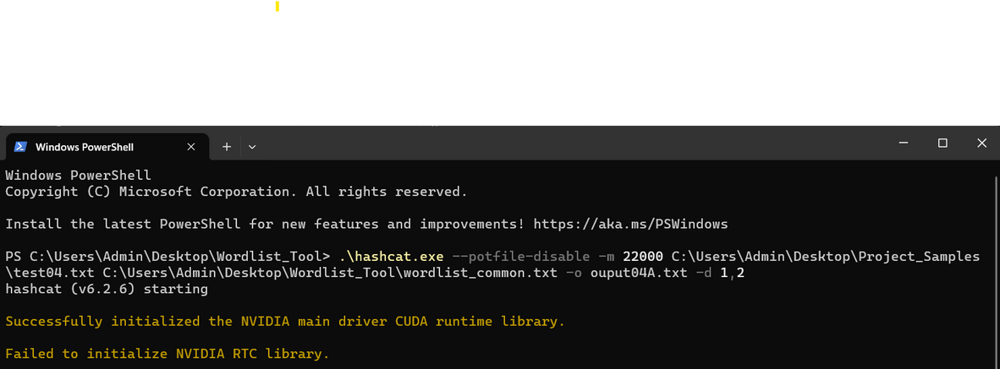 Windows PowerShell
Windows PowerShell
Copyright (C) Microsoft Corporation. All rights reserved.
Install the latest PowerShell for new features and improvements! https://aka.ms/PSWindows
PS C:\Users\Admin\Desktop\Wordlist_Tool> .\hashcat.exe --potfile-disable -m 22000 C:\Users\Admin\Desktop\Project_Samples
\test04.txt C:\Users\Admin\Desktop\Wordlist_Tool\wordlist_common.txt -o ouput04A.txt -d 1,2
hashcat (v6.2.6) starting
Successfully initialized the NVIDIA main driver CUDA runtime library.
Failed to initialize NVIDIA RTC library.